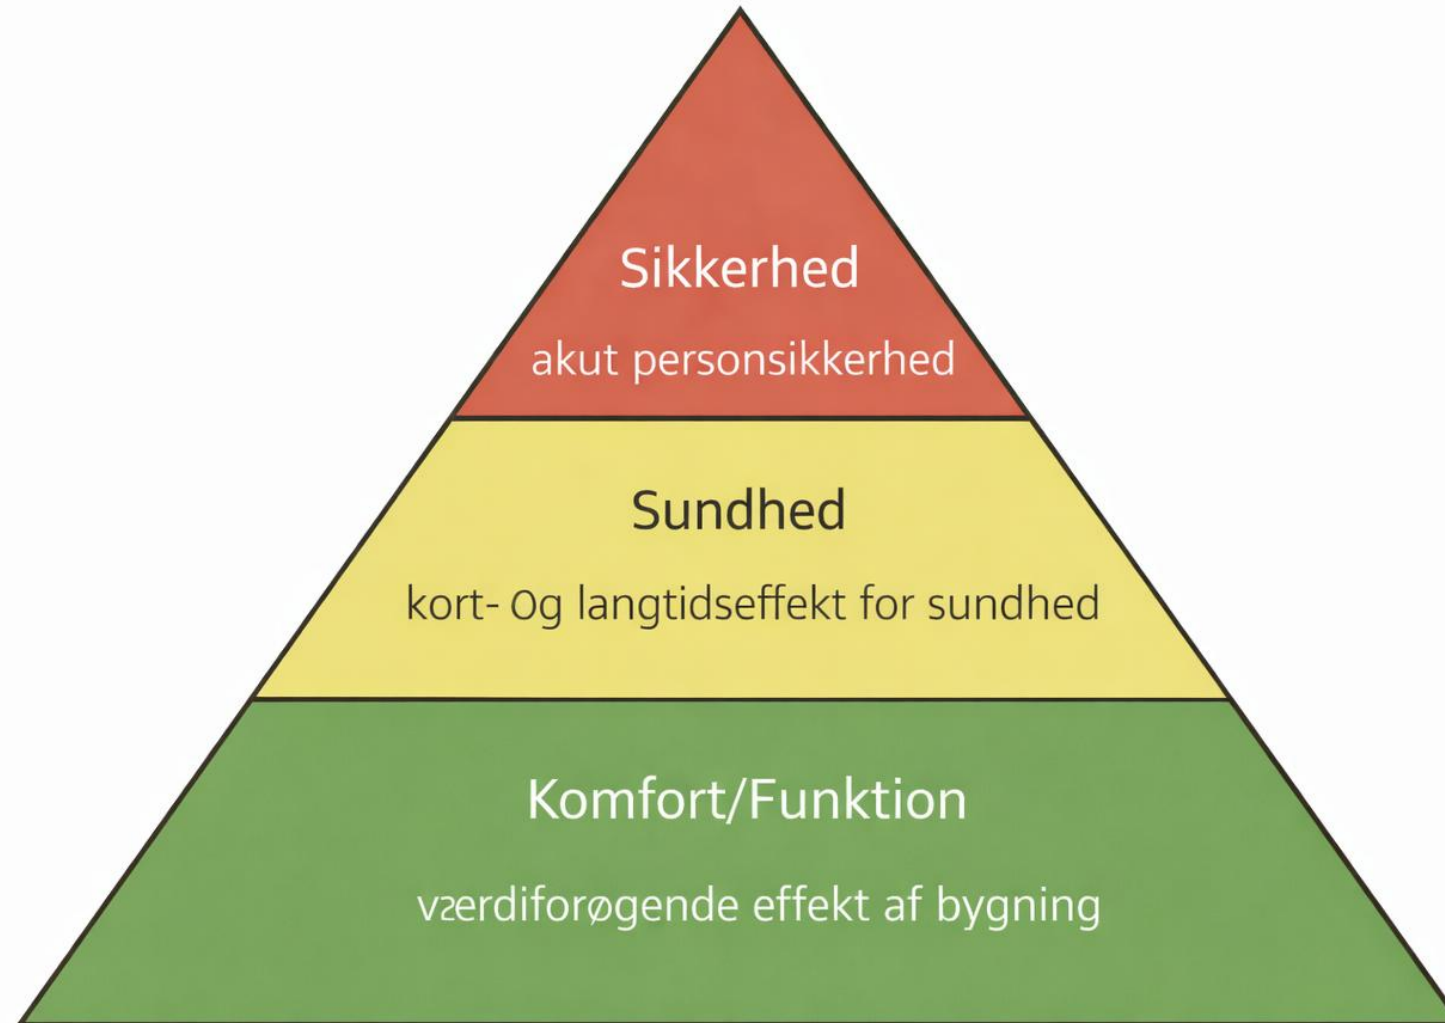 Sikkerhed
akut personsikkerhed
Sundhed
kort- Og langtidseffekt for sundhed
Komfort/Funktion
værdiforøgende effekt af bygning